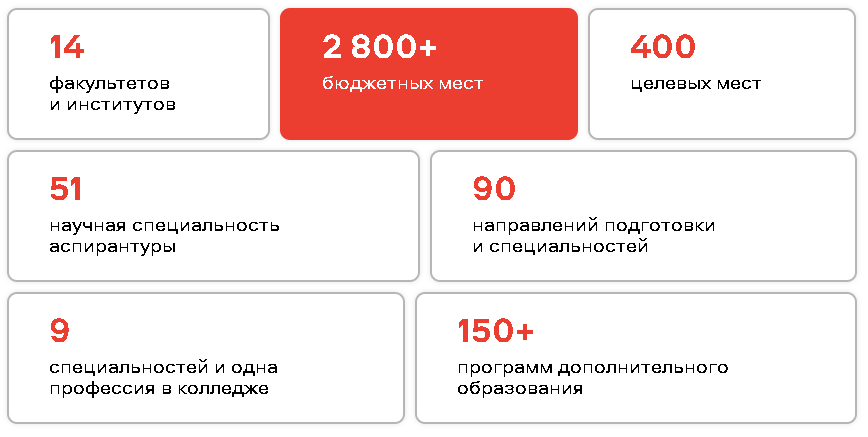 14
факультетов
и институтов
2 800+
бюджетных мест
400
целевых мест
51
научная специальность
аспирантуры
90
направлений подготовки
и специальностей
9
специальностей и одна
профессия в колледже
150+
программ дополнительного
образования